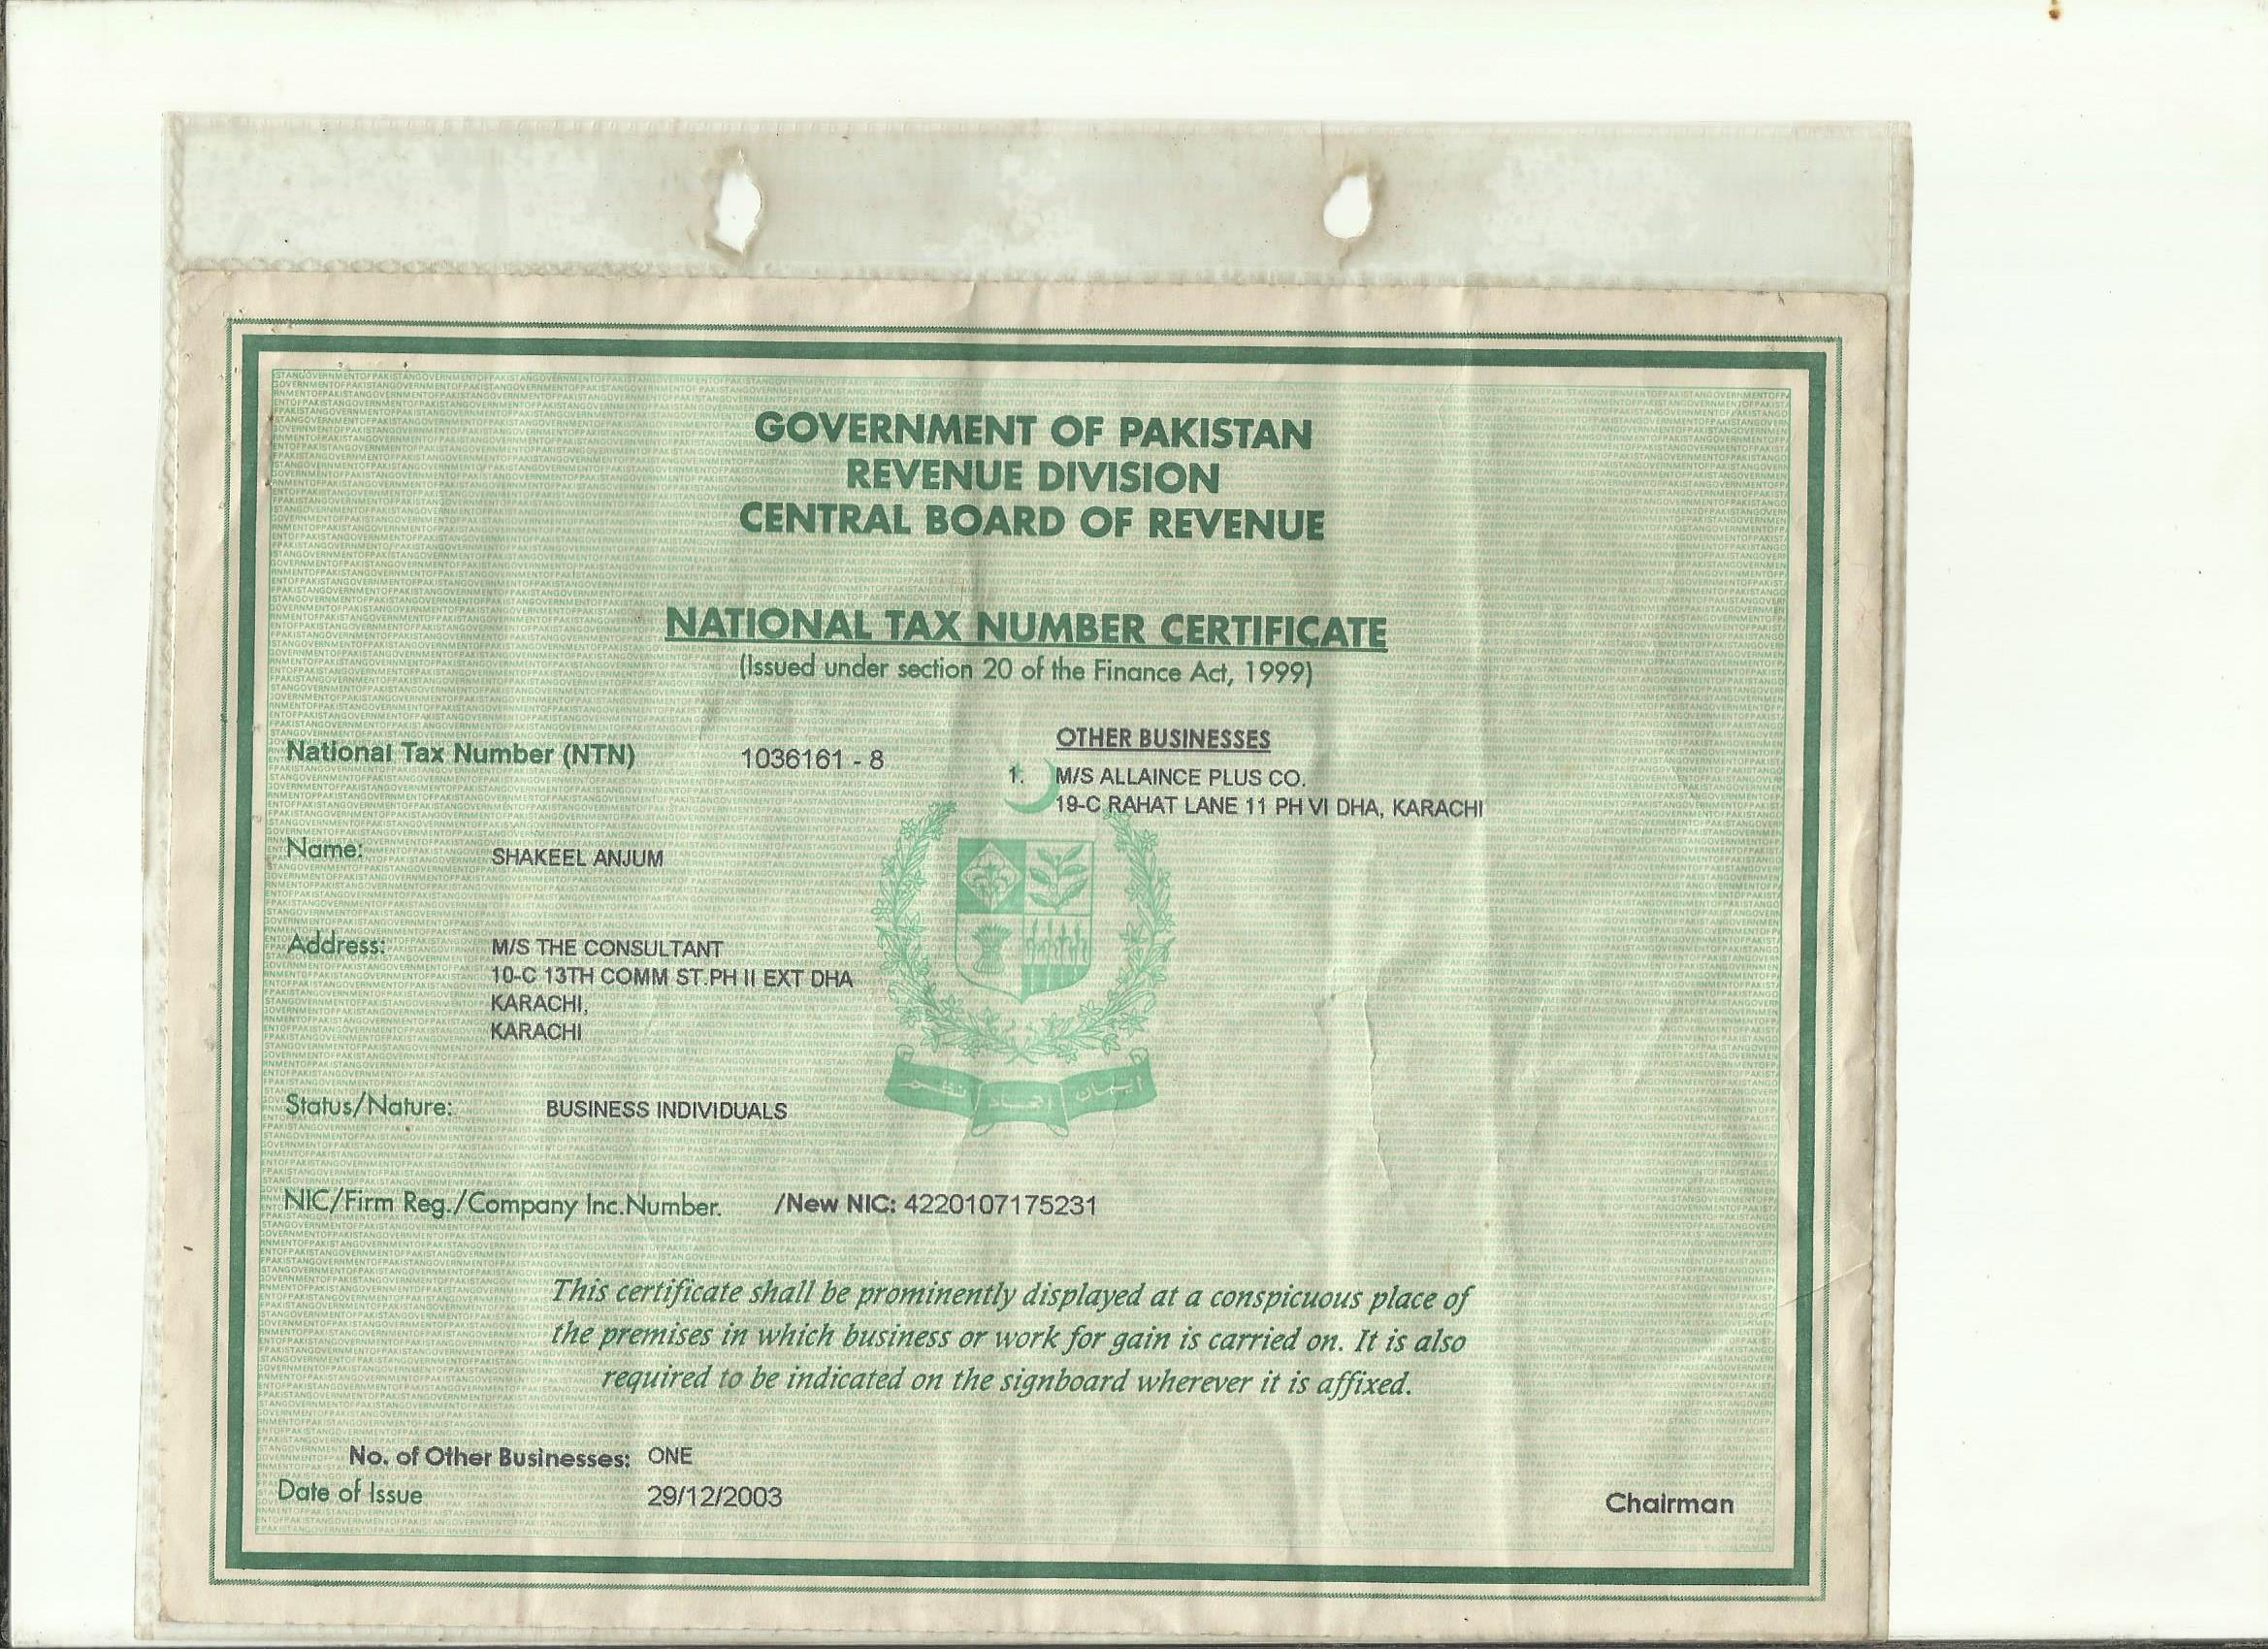 GOVERNMENT OF PAKISTAN
REVENUE DIVISION
CENTRAL BOARD OF REVENUE
NATIONAL TAX NUMBER CERTIFICATE
(Issued under section 20 of the Finance Act, 1999)
National Tax Number (NTN) 1036161 - 8
OTHER BUSINESSES
1. M/S ALLAINCE PLUS CO.
19-C RAHAT LANE 11 PH VI DHA, KARACHI
Name: SHAKEEL ANJUM
Address: M/S THE CONSULTANT
10-C 13TH COMM ST.PH II EXT DHA
KARACHI,
KARACHI
ایمان اتحاد نظم
Status/Nature: BUSINESS INDIVIDUALS
NIC/Firm Reg./Company Inc.Number. /New NIC: 4220107175231
This certificate shall be prominently displayed at a conspicuous place of
the premises in which business or work for gain is carried on. It is also
required to be indicated on the signboard wherever it is affixed.
No. of Other Businesses: ONE
Date of Issue 29/12/2003
Chairman